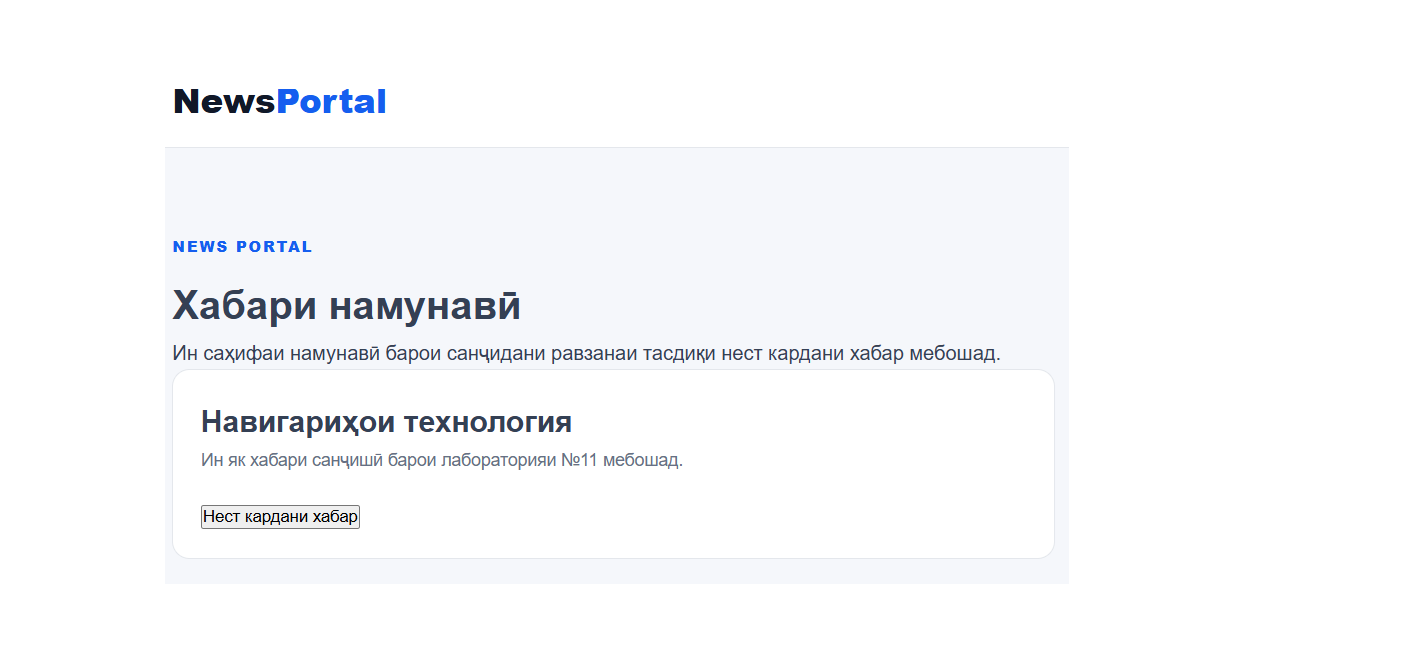 NewsPortal
NEWS PORTAL
Хабари намунавӣ
Ин саҳифаи намунавӣ барои санҷидани равзанаи тасдиқи нест кардани хабар мебошад.
Навигариҳои технология
Ин як хабари санҷишӣ барои лабораторияи №11 мебошад.
Нест кардани хабар